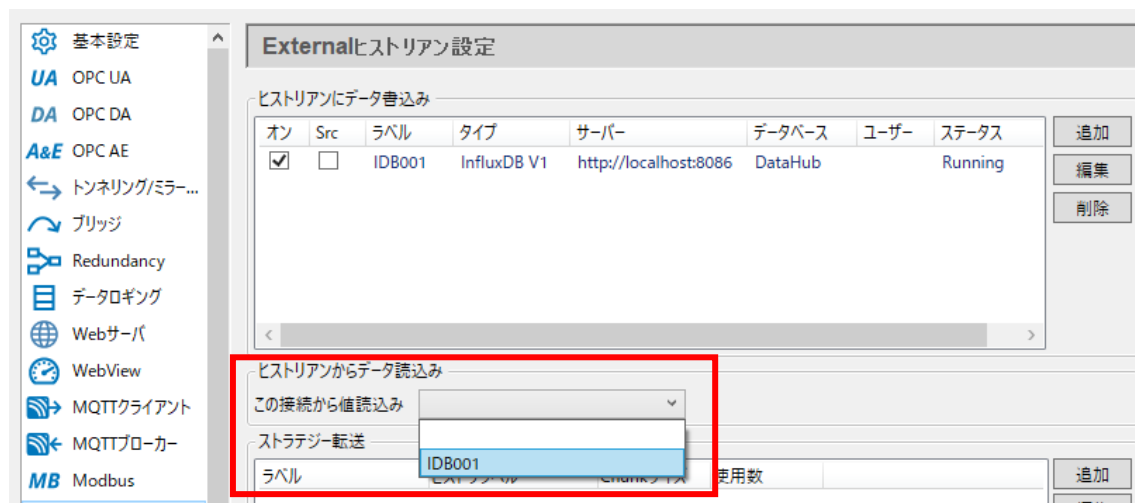 基本設定
UA OPC UA
DA OPC DA
A&E OPC AE
トンネリング/ミラー...
ブリッジ
Redundancy
データロギング
Webサーバ
WebView
MQTTクライアント
MQTTブローカー
MB Modbus
Externalヒストリアン設定
ヒストリアンにデータ書込み
オン Src ラベル タイプ サーバー データベース ユーザー ステータス
IDB001 InfluxDB V1 http://localhost:8086 DataHub Running
追加
編集
削除
ヒストリアンからデータ読込み
この接続から値読込み
IDB001
ストラテジー転送
ラベル 使用数
追加